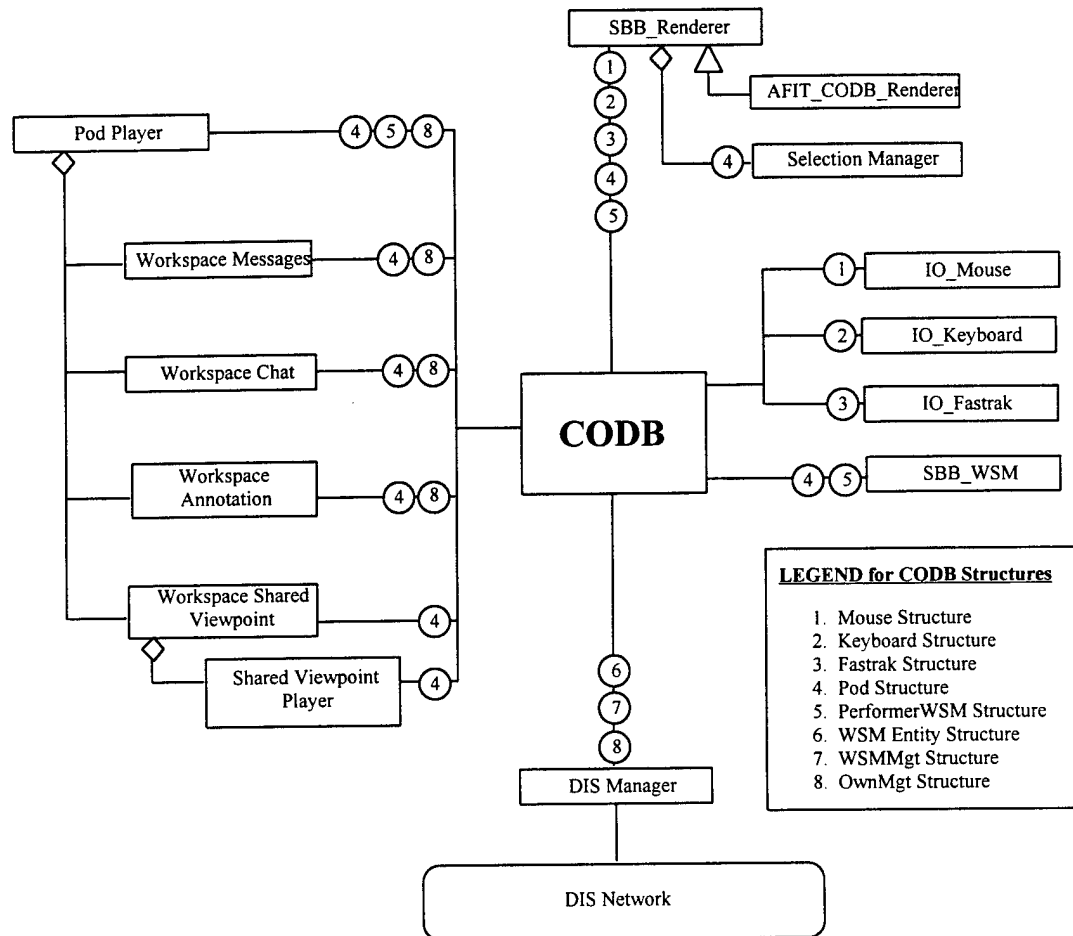 SBB_Renderer
1
AFIT_CODB_Renderer
2
Pod Player
4 5 8
3
4
Selection Manager
4
5
Workspace Messages
4 8
1
IO_Mouse
2
IO_Keyboard
Workspace Chat
4 8
3
IO_Fastrak
CODB
Workspace
Annotation
4 8
4 5
SBB_WSM
Workspace Shared
Viewpoint
4
Shared Viewpoint
Player
4
6
7
8
DIS Manager
DIS Network
LEGEND for CODB Structures
1. Mouse Structure
2. Keyboard Structure
3. Fastrak Structure
4. Pod Structure
5. PerformerWSM Structure
6. WSM Entity Structure
7. WSMMgt Structure
8. OwnMgt Structure